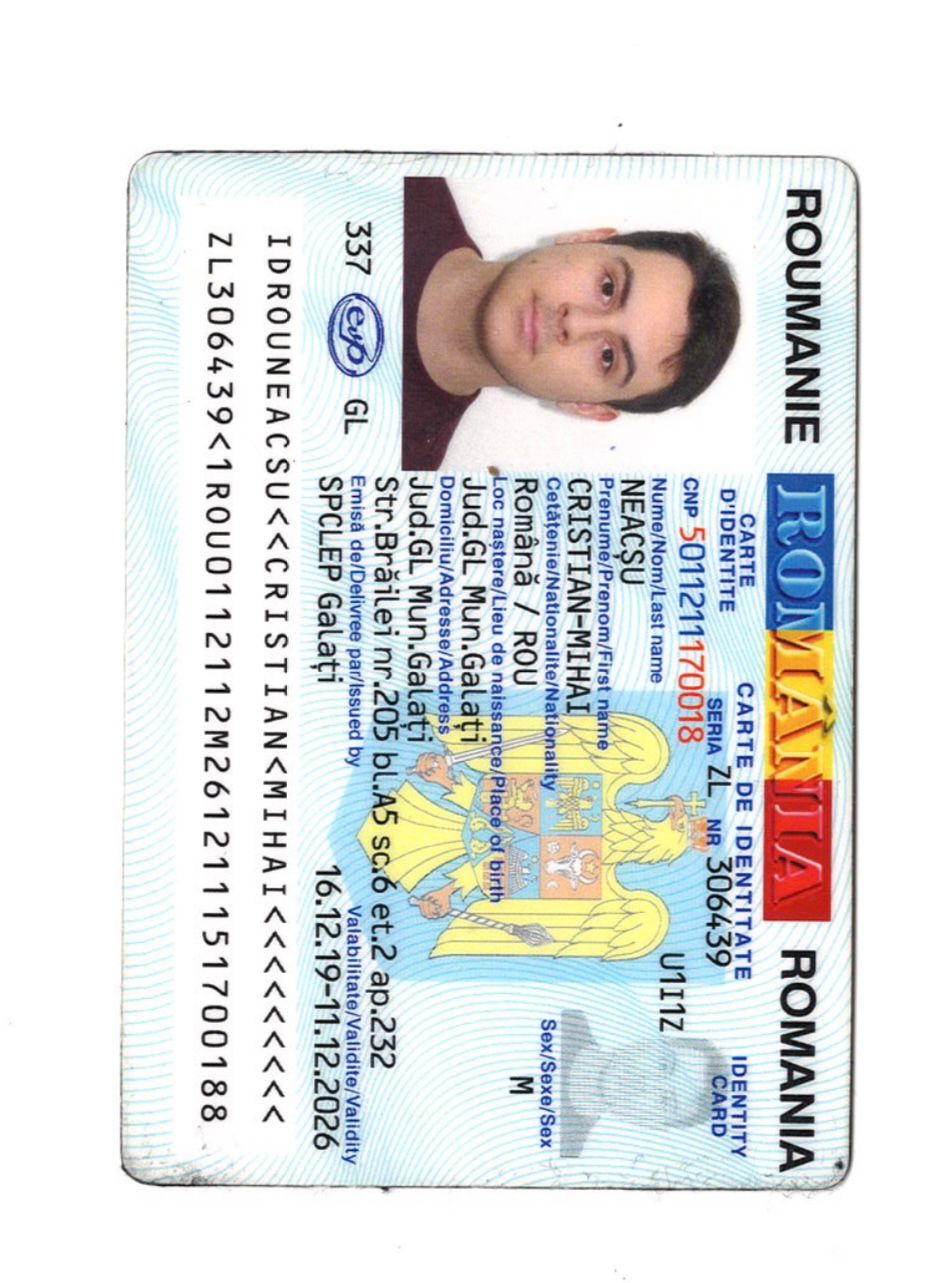 ROUMANIE ROMÂNIA ROMANIA
CARTE D'IDENTITE
CARTE DE IDENTITATE
IDENTITY CARD
SERIA ZL NR 306439
CNP 5011211170018
U1I1Z
Nume/Nom/Last name
NEACȘU
Prenume/Prenom/First name
CRISTIAN-MIHAI
Cetățenie/Nationalite/Nationality
Română / ROU
Sex/Sexe/Sex
M
Loc naștere/Lieu de naissance/Place of birth
Jud.GL Mun.Galați
Domiciliu/Adresse/Address
Jud.GL Mun.Galați
Str.Brăilei nr.205 bl.A5 sc.6 et.2 ap.232
Emisă de/Delivree par/Issued by
Valabilitate/Validite/Validity
SPCLEP Galați
16.12.19-11.12.2026
337 evp GL
IDROUNEACSU<<CRISTIAN<MIHAI<<<<<<<<<
ZL306439<1ROU0112112M261211151700188